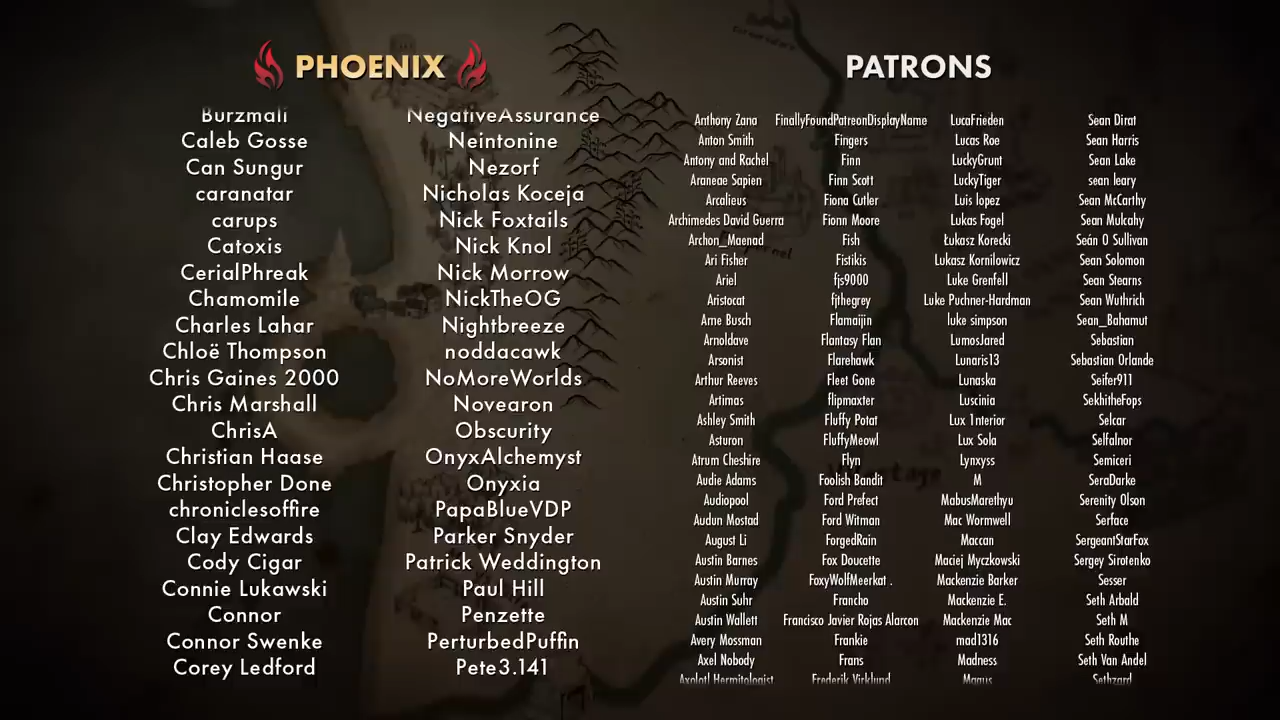 PHOENIX
Burzmali
Caleb Gosse
Can Sungur
caranatar
carups
Catoxis
CerialPhreak
Chamomile
Charles Lahar
Chloë Thompson
Chris Gaines 2000
Chris Marshall
ChrisA
Christian Haase
Christopher Done
chroniclesoffire
Clay Edwards
Cody Cigar
Connie Lukawski
Connor
Connor Swenke
Corey Ledford
NegativeAssurance
Neintonine
Nezorf
Nicholas Koceja
Nick Foxtails
Nick Knol
Nick Morrow
NickTheOG
Nightbreeze
noddacawk
NoMoreWorlds
Novearon
Obscurity
OnyxAlchemyst
Onyxia
PapaBlueVDP
Parker Snyder
Patrick Weddington
Paul Hill
Penzette
PerturbedPuffin
Pete3.141
PATRONS
Anthony Zana
Anton Smith
Antony and Rachel
Araneae Sapien
Arcalieus
Archimedes David Guerra
Archon_Maenad
Ari Fisher
Ariel
Aristocat
Arne Busch
Arnoldave
Arsonist
Arthur Reeves
Artimas
Ashley Smith
Asturon
Atrum Cheshire
Audie Adams
Audiopool
Audun Mostad
August Li
Austin Barnes
Austin Murray
Austin Suhr
Austin Wallett
Avery Mossman
Axel Nobody
Axolotl Hermitologist
FinallyFoundPatreonDisplayName
Fingers
Finn
Finn Scott
Fiona Cutler
Fionn Moore
Fish
Fistikis
fjs9000
fjthegrey
Flamaijin
Flantasy Flan
Flarehawk
Fleet Gone
flipmaxter
Fluffy Potat
FluffyMeowl
Flyn
Foolish Bandit
Ford Prefect
Ford Witman
ForgedRain
Fox Doucette
FoxyWolfMeerkat .
Francho
Francisco Javier Rojas Alarcon
Frankie
Frans
Frederik Virklund
LucaFrieden
Lucas Roe
LuckyGrunt
LuckyTiger
Luis lopez
Lukas Fogel
Łukasz Korecki
Lukasz Kornilowicz
Luke Grenfell
Luke Puchner-Hardman
luke simpson
LumosJared
Lunaris13
Lunaska
Luscinia
Lux 1nterior
Lux Sola
Lynxyss
M
MabusMarethyu
Mac Wormwell
Maccan
Maciej Myczkowski
Mackenzie Barker
Mackenzie E.
Mackenzie Mac
mad1316
Madness
Magus
Sean Dirat
Sean Harris
Sean Lake
sean leary
Sean McCarthy
Sean Mulcahy
Seán O Sullivan
Sean Solomon
Sean Stearns
Sean Wuthrich
Sean_Bahamut
Sebastian
Sebastian Orlande
Seifer911
SekhitheFops
Selcar
Selfalnor
Semiceri
SeraDarke
Serenity Olson
Serface
SergeantStarFox
Sergey Sirotenko
Sesser
Seth Arbald
Seth M
Seth Routhe
Seth Van Andel
Sethzard